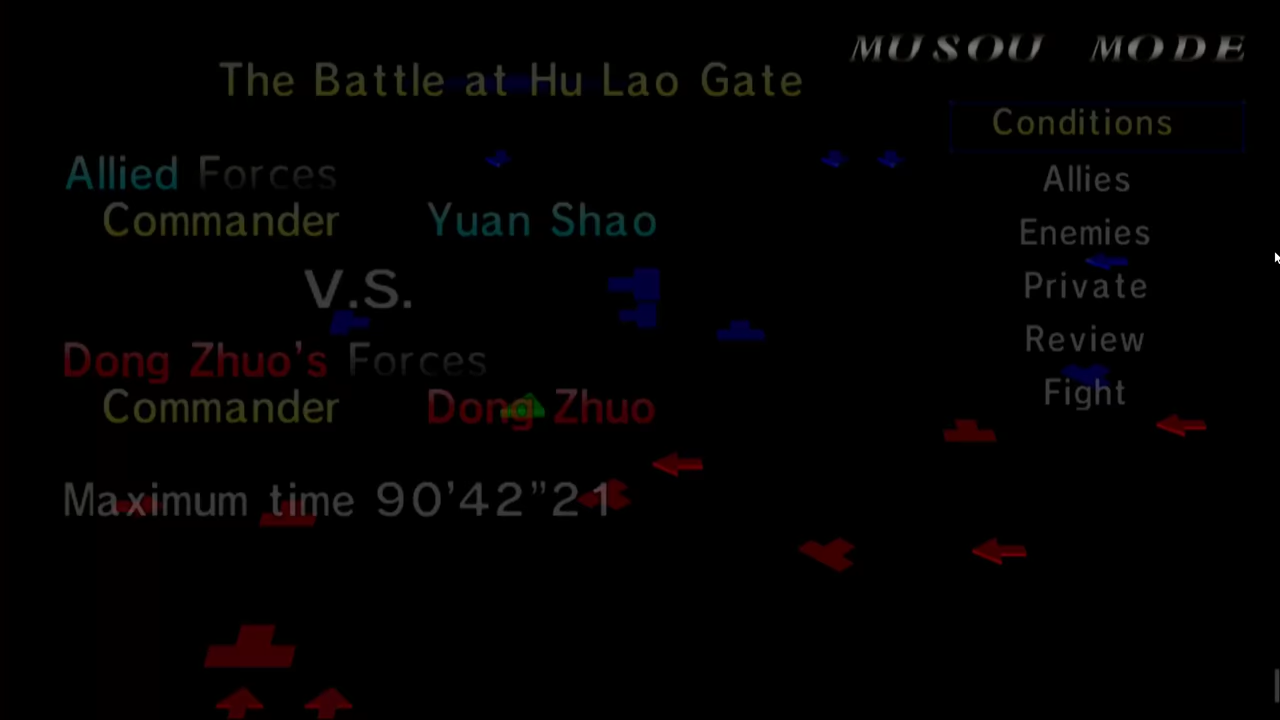 MUSOU MODE
The Battle at Hu Lao Gate
Conditions
Allied Forces
Allies
Commander Yuan Shao
Enemies
V.S.
Private
Review
Dong Zhuo's Forces
Fight
Commander Dong Zhuo
Maximum time 90'42"21